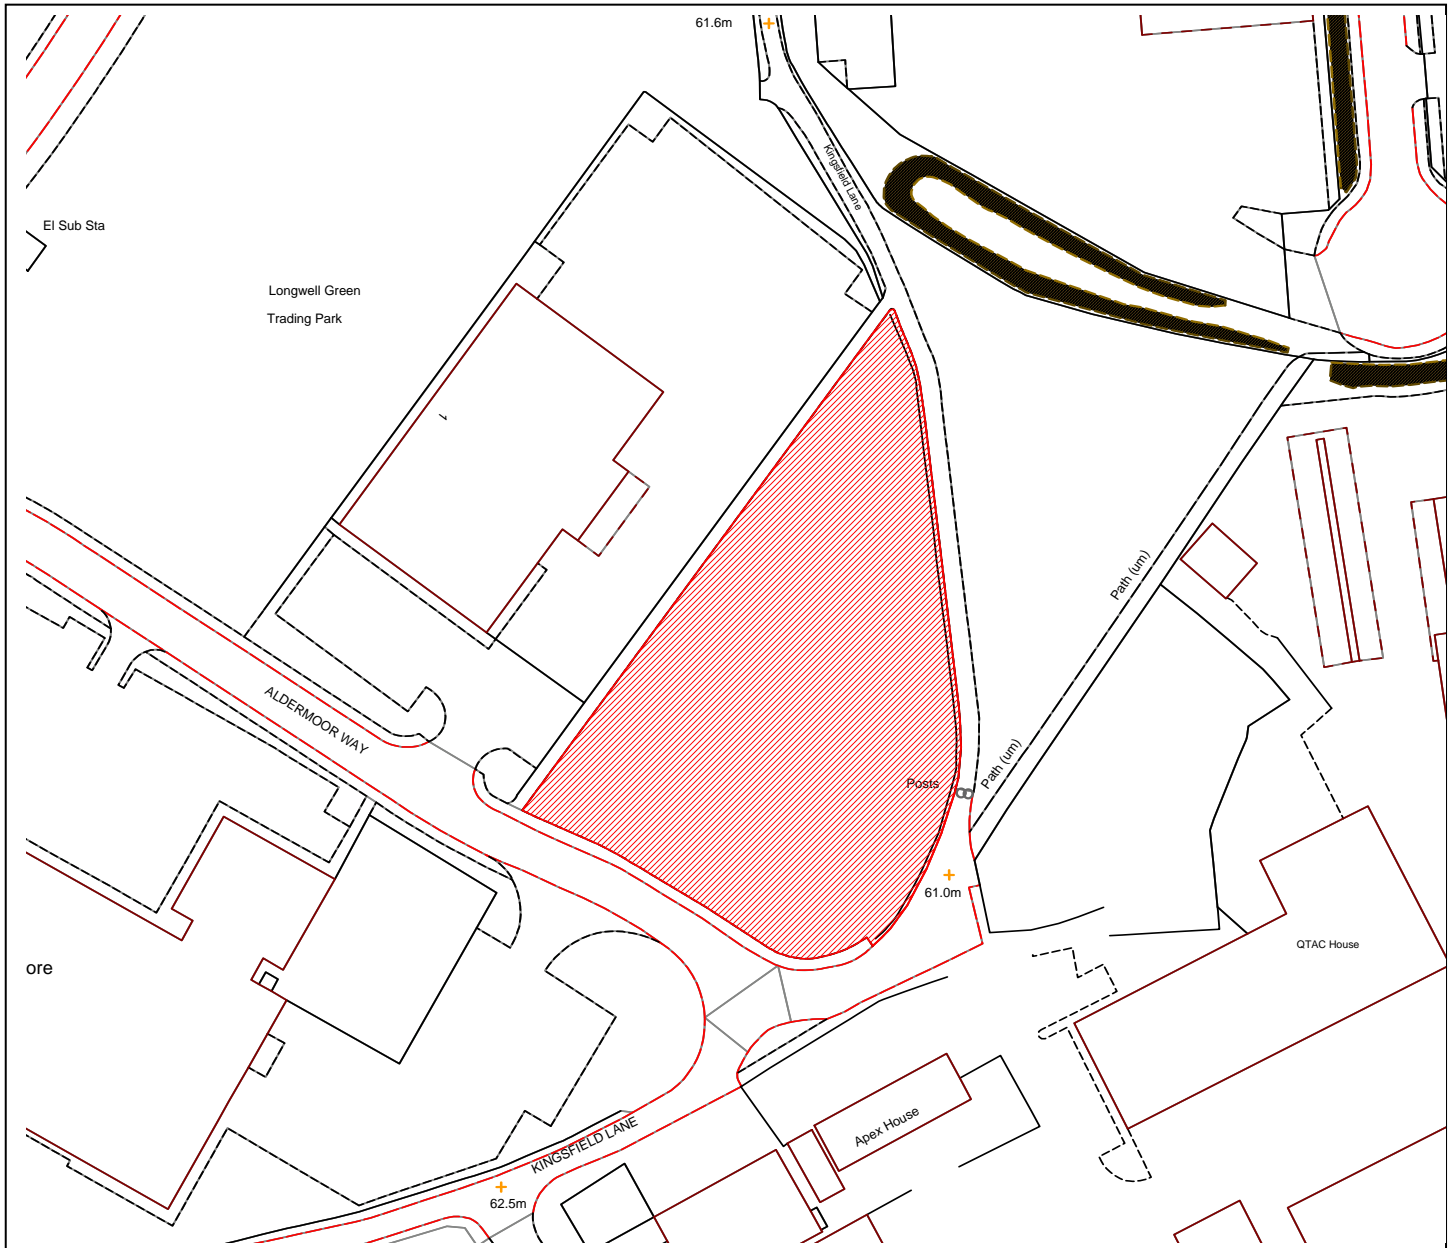 61.6m
Kingsfield Lane
El Sub Sta
Longwell Green
Trading Park
1
Path (um)
ALDERMOOR WAY
Path (um)
Posts
61.0m
QTAC House
ore
Apex House
KINGSFIELD LANE
62.5m